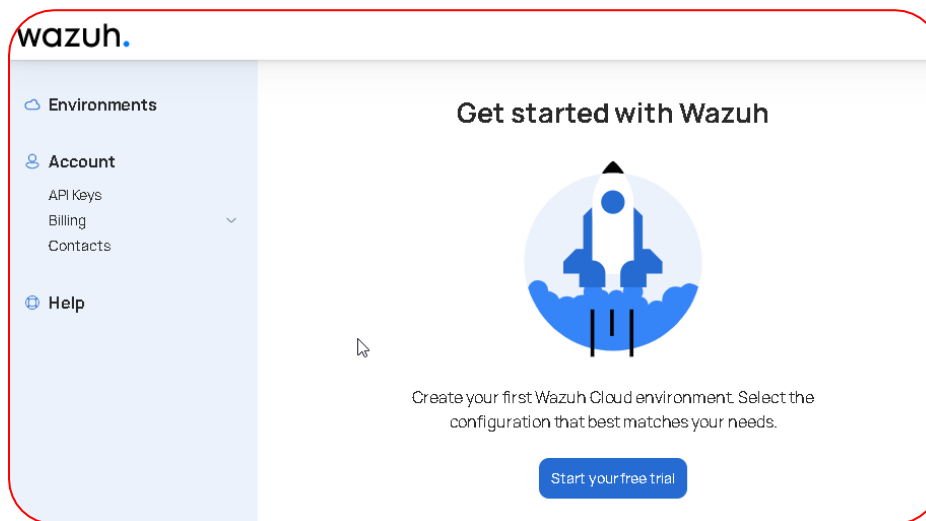 wazuh.
Environments
Account
API Keys
Billing
Contacts
Help
Get started with Wazuh
Create your first Wazuh Cloud environment. Select the
configuration that best matches your needs.
Start your free trial